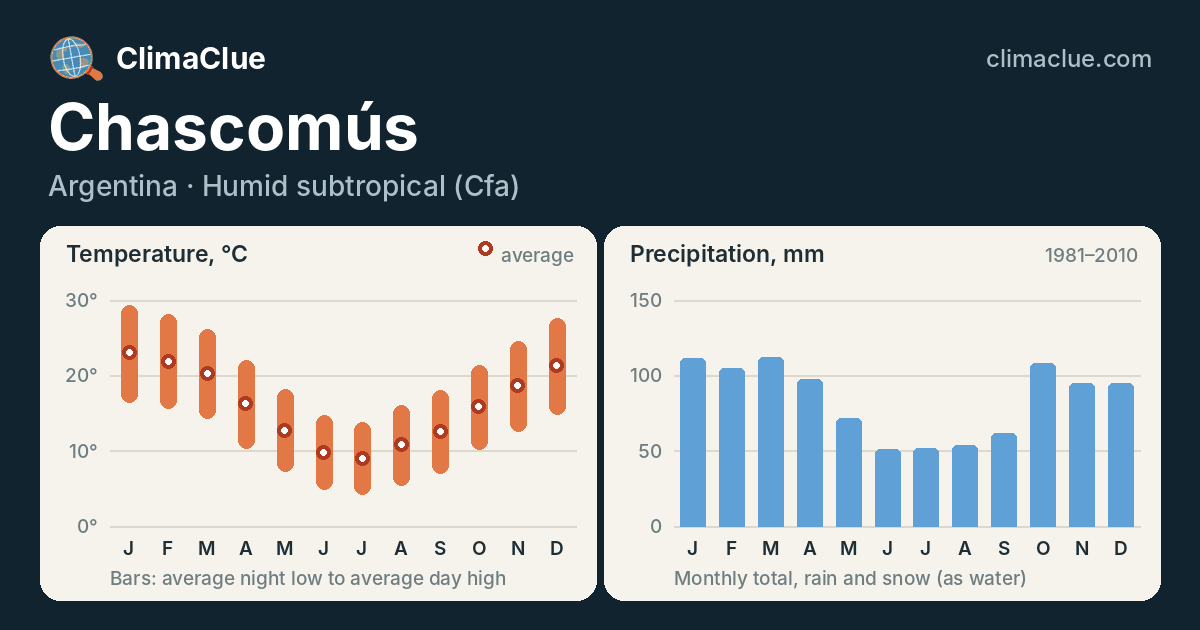 ClimaClue
climaclue.com
Chascomús
Argentina · Humid subtropical (Cfa)
Temperature, °C
average
30°
20°
10°
0°
J F M A M J J A S O N D
Bars: average night low to average day high
Precipitation, mm
1981–2010
150
100
50
0
J F M A M J J A S O N D
Monthly total, rain and snow (as water)